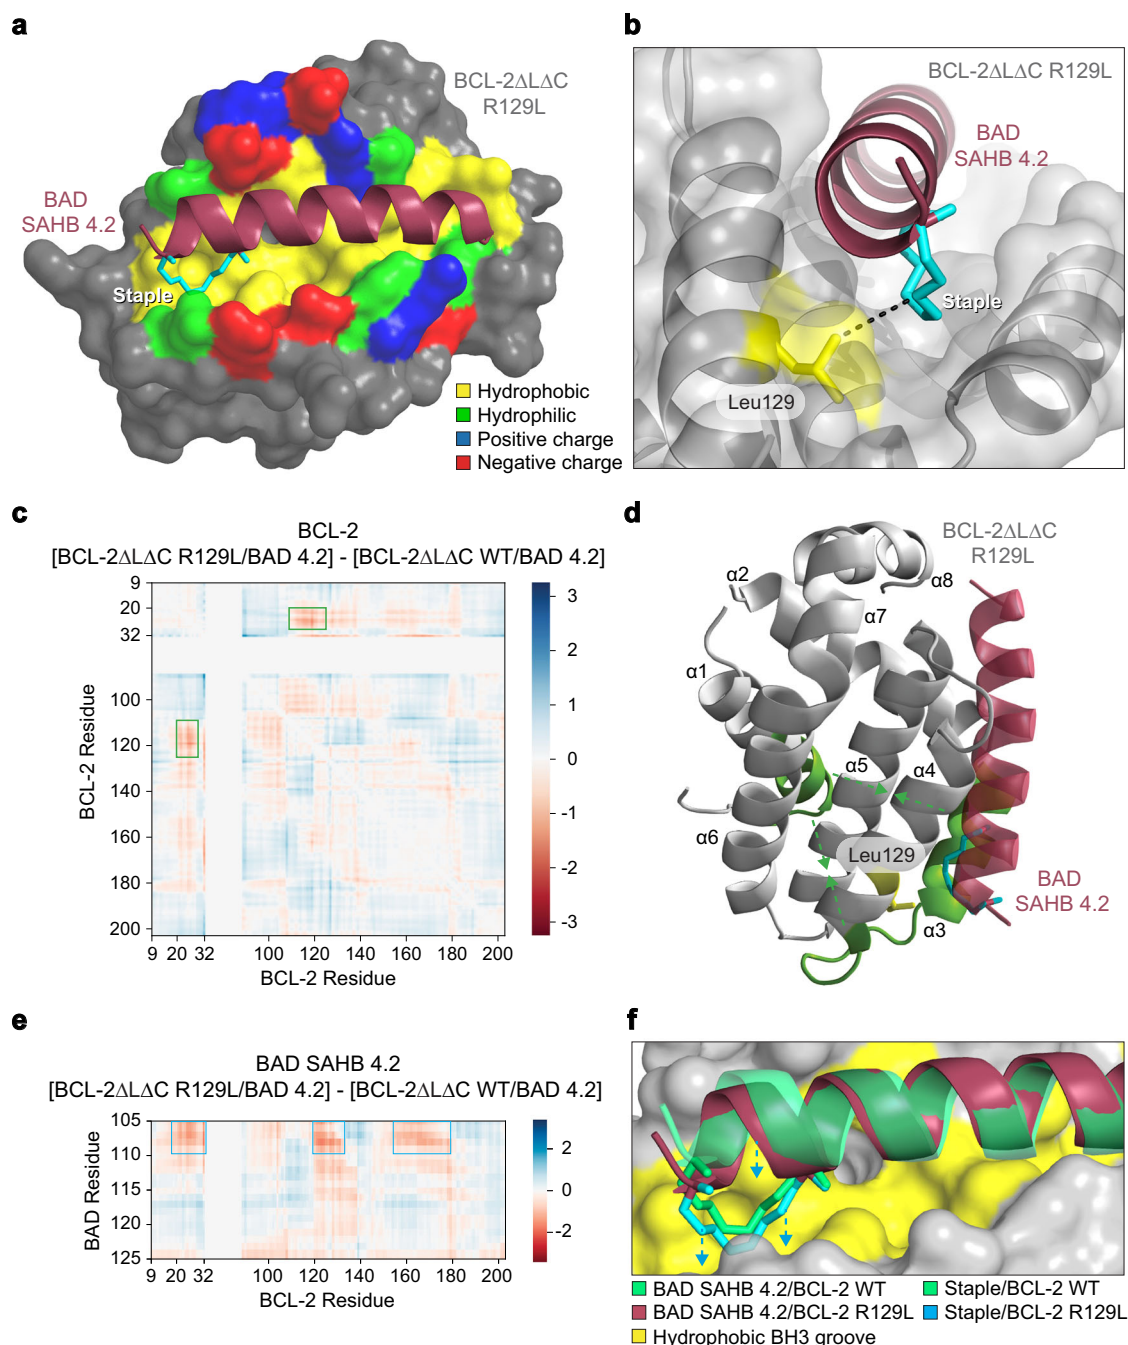 a
BCL-2ΔLΔC
R129L
BAD
SAHB 4.2
Staple
Hydrophobic
Hydrophilic
Positive charge
Negative charge
b
BCL-2ΔLΔC R129L
BAD
SAHB 4.2
Staple
Leu129
c
BCL-2
[BCL-2ΔLΔC R129L/BAD 4.2] - [BCL-2ΔLΔC WT/BAD 4.2]
BCL-2 Residue
9
20
32
100
120
140
160
180
200
9 20 32 100 120 140 160 180 200
BCL-2 Residue
3
2
1
0
-1
-2
-3
d
BCL-2ΔLΔC
R129L
α2
α8
α7
α1
α5
α4
α6
Leu129
BAD
SAHB 4.2
α3
e
BAD SAHB 4.2
[BCL-2ΔLΔC R129L/BAD 4.2] - [BCL-2ΔLΔC WT/BAD 4.2]
BAD Residue
105
110
115
120
125
9 20 32 100 120 140 160 180 200
BCL-2 Residue
2
0
-2
f
BAD SAHB 4.2/BCL-2 WT
BAD SAHB 4.2/BCL-2 R129L
Hydrophobic BH3 groove
Staple/BCL-2 WT
Staple/BCL-2 R129L